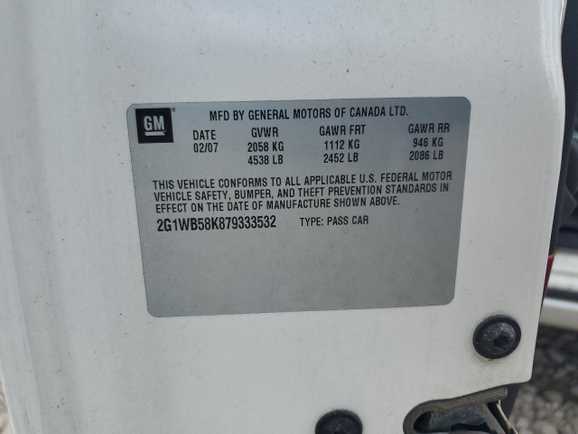 GM
MFD BY GENERAL MOTORS OF CANADA LTD.
DATE GVWR GAWR FRT GAWR RR
02/07 2058 KG 1112 KG 946 KG
4538 LB 2452 LB 2086 LB
THIS VEHICLE CONFORMS TO ALL APPLICABLE U.S. FEDERAL MOTOR
VEHICLE SAFETY, BUMPER, AND THEFT PREVENTION STANDARDS IN
EFFECT ON THE DATE OF MANUFACTURE SHOWN ABOVE.
2G1WB58K879333532 TYPE: PASS CAR